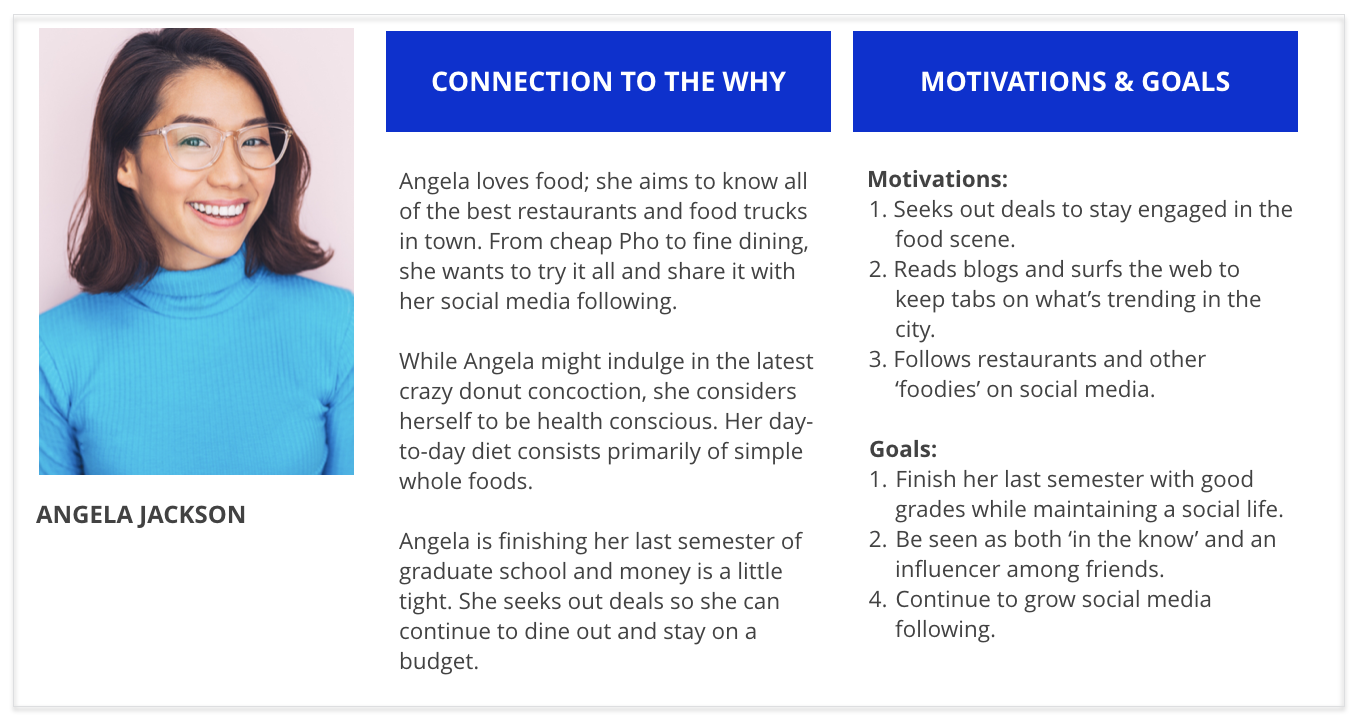 CONNECTION TO THE WHY
Angela loves food; she aims to know all
of the best restaurants and food trucks
in town. From cheap Pho to fine dining,
she wants to try it all and share it with
her social media following.
While Angela might indulge in the latest
crazy donut concoction, she considers
herself to be health conscious. Her day-
to-day diet consists primarily of simple
whole foods.
Angela is finishing her last semester of
graduate school and money is a little
tight. She seeks out deals so she can
continue to dine out and stay on a
budget.
MOTIVATIONS & GOALS
Motivations:
1. Seeks out deals to stay engaged in the
food scene.
2. Reads blogs and surfs the web to
keep tabs on what’s trending in the
city.
3. Follows restaurants and other
‘foodies’ on social media.
Goals:
1. Finish her last semester with good
grades while maintaining a social life.
2. Be seen as both ‘in the know’ and an
influencer among friends.
4. Continue to grow social media
following.
ANGELA JACKSON